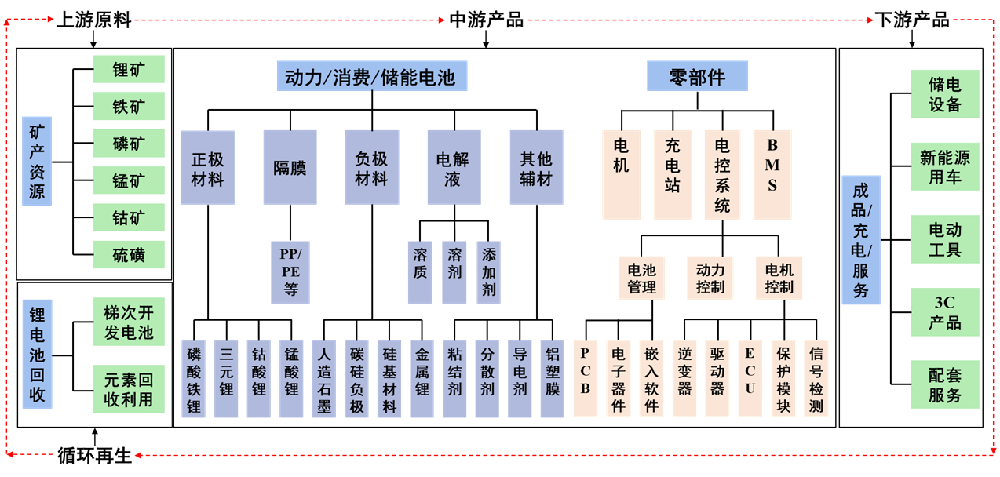 上游原料
中游产品
下游产品
矿产资源
锂矿
铁矿
磷矿
锰矿
钴矿
硫磺
锂电池回收
梯次开
发电池
元素回
收利用
循环再生
动力/消费/储能电池
正极
材料
隔膜
负极
材料
电解
液
其他
辅材
PP/
PE
等
溶质
溶剂
添加剂
磷酸铁锂
三元锂
钴酸锂
锰酸锂
人造石墨
碳硅负极
硅基材料
金属锂
粘结剂
分散剂
导电剂
铝塑膜
零部件
电机
充电站
电控系统
BMS
电池
管理
动力
控制
电机
控制
PCB
电子器件
嵌入软件
逆变器
驱动器
ECU
保护模块
信号检测
成品/充电/服务
储电
设备
新能源
用车
电动
工具
3C
产品
配套
服务